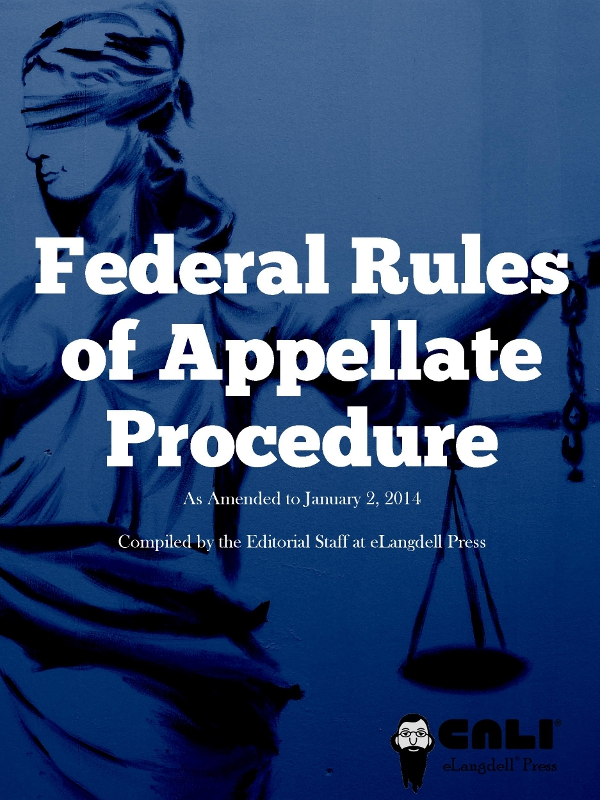 Federal Rules
of Appellate
Procedure
As Amended to January 2, 2014
Compiled by the Editorial Staff at eLangdell Press
CALI®
eLangdell® Press